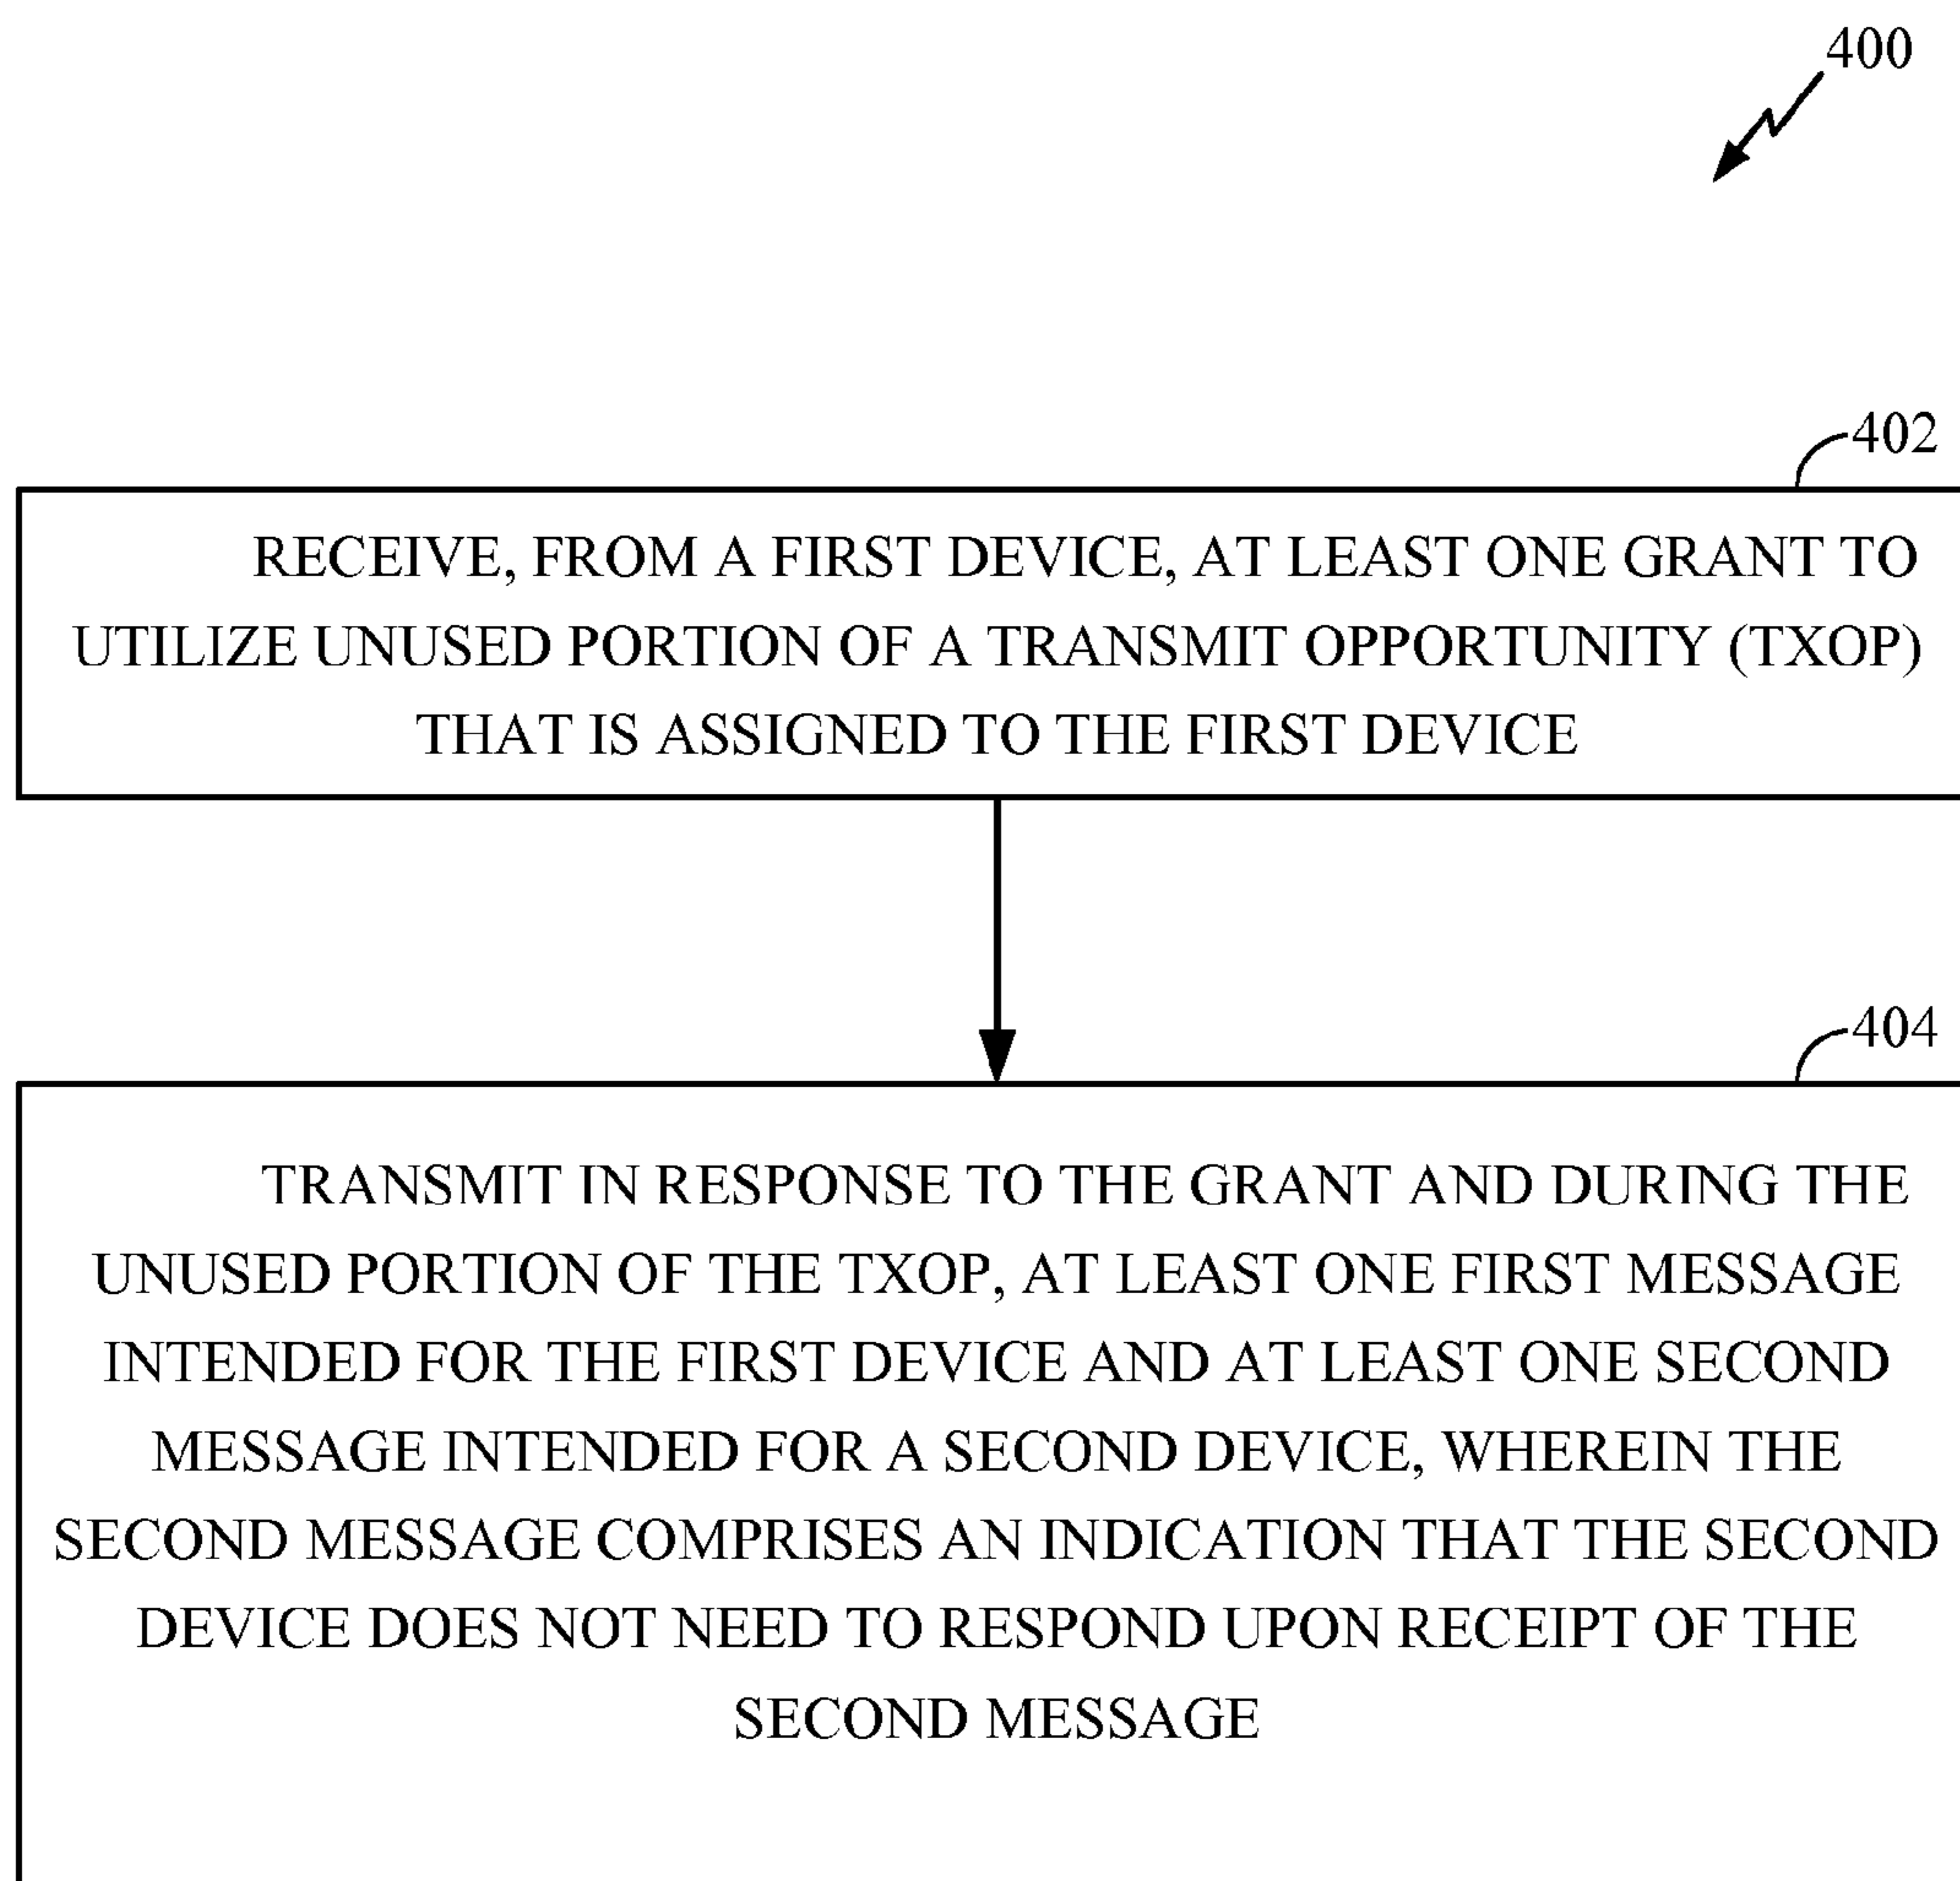 400
402
RECEIVE, FROM A FIRST DEVICE, AT LEAST ONE GRANT TO
UTILIZE UNUSED PORTION OF A TRANSMIT OPPORTUNITY (TXOP)
THAT IS ASSIGNED TO THE FIRST DEVICE
404
TRANSMIT IN RESPONSE TO THE GRANT AND DURING THE
UNUSED PORTION OF THE TXOP, AT LEAST ONE FIRST MESSAGE
INTENDED FOR THE FIRST DEVICE AND AT LEAST ONE SECOND
MESSAGE INTENDED FOR A SECOND DEVICE, WHEREIN THE
SECOND MESSAGE COMPRISES AN INDICATION THAT THE SECOND
DEVICE DOES NOT NEED TO RESPOND UPON RECEIPT OF THE
SECOND MESSAGE